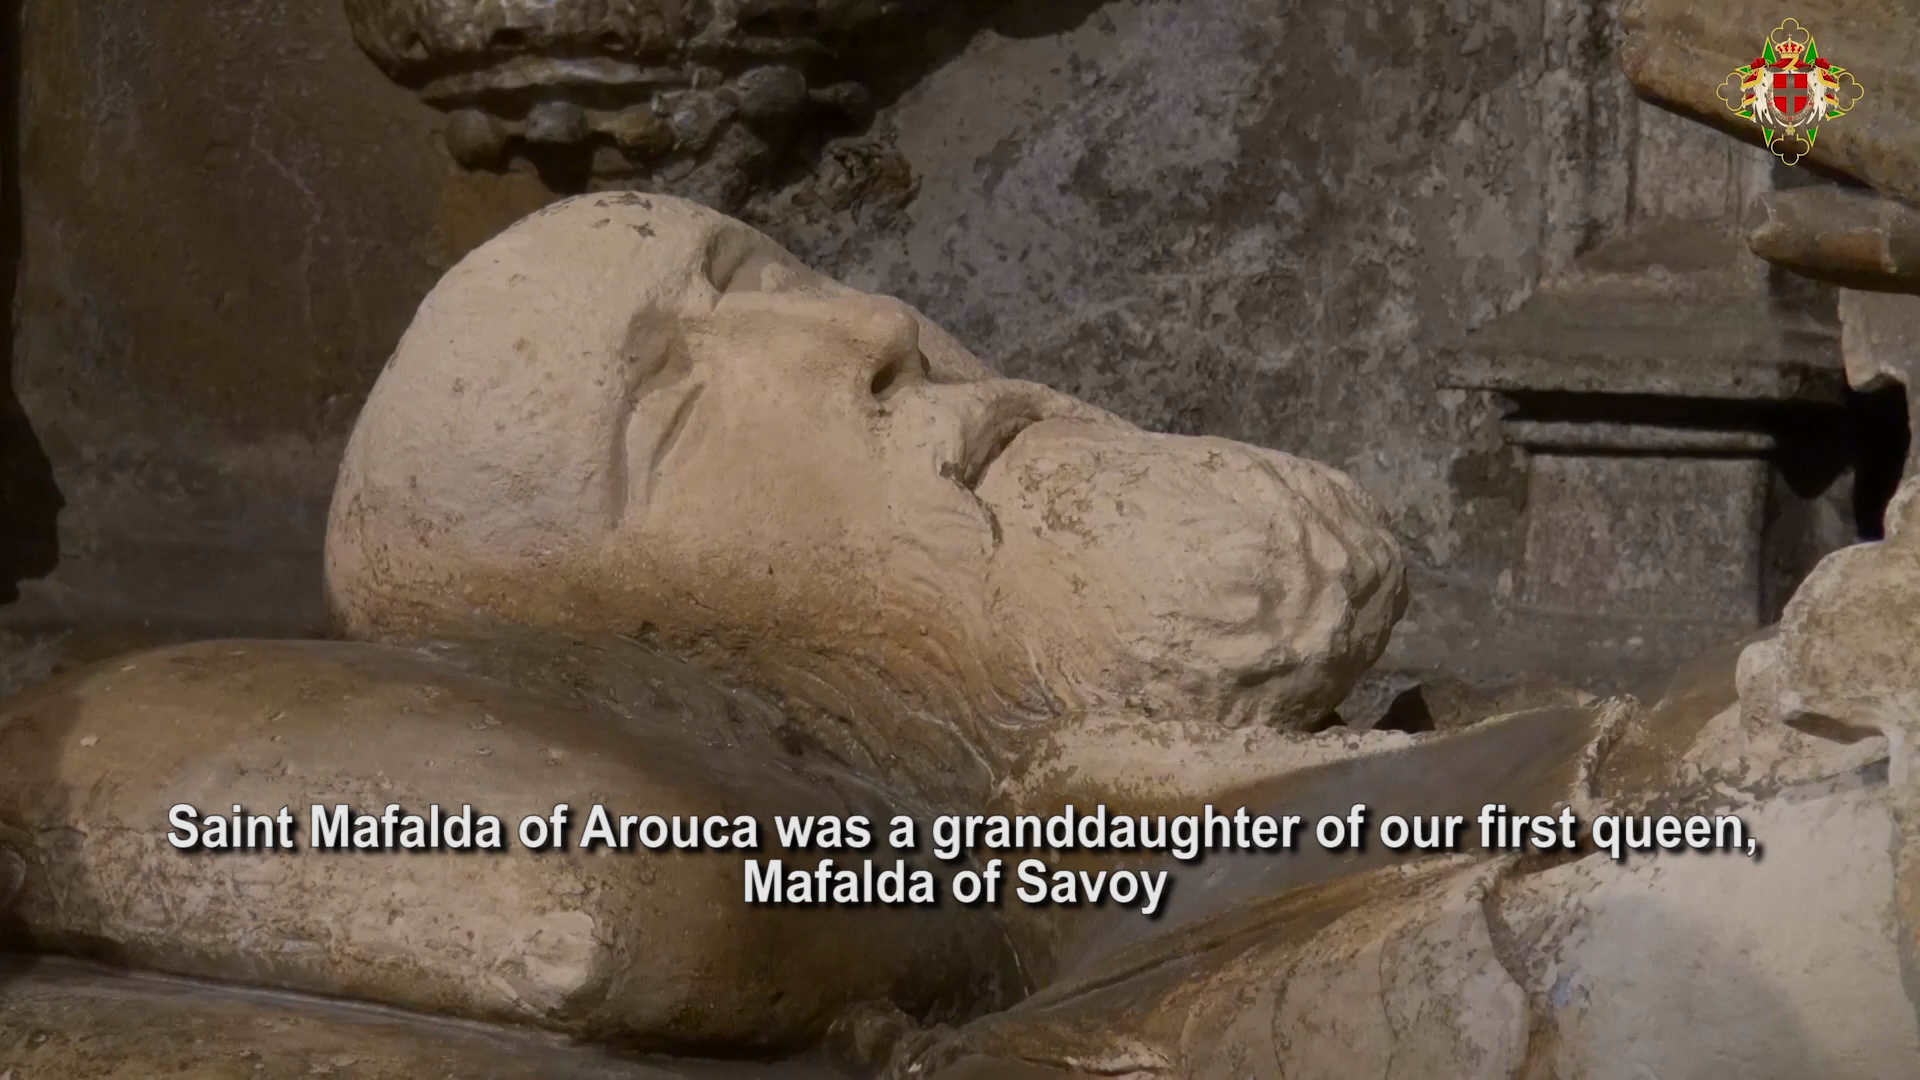 Saint Mafalda of Arouca was a granddaughter of our first queen,
Mafalda of Savoy